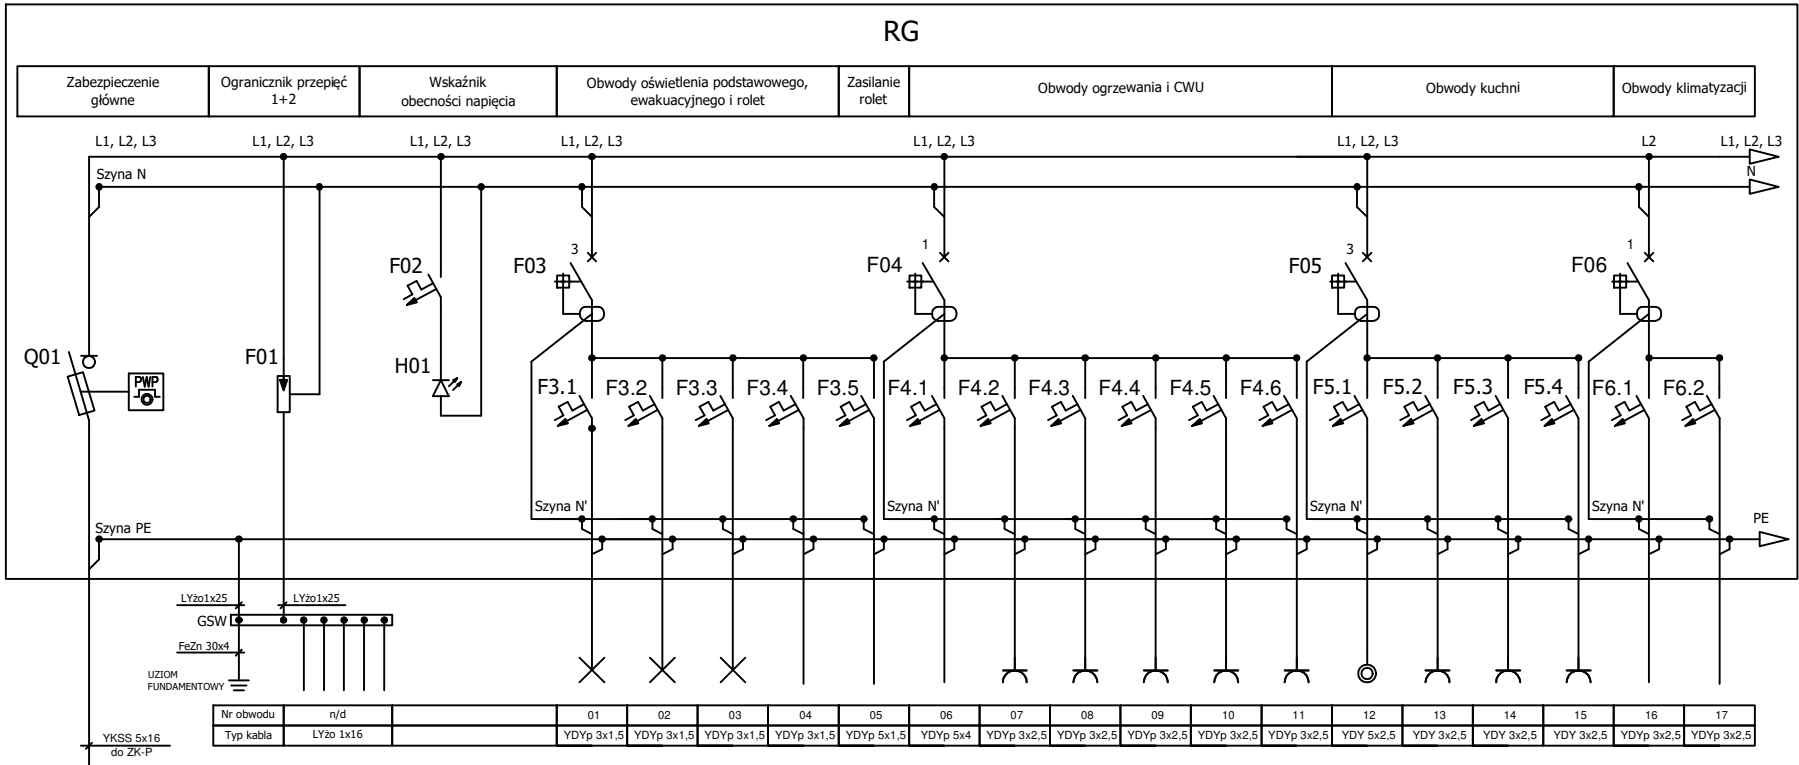 RG
Zabezpieczenie
główne
Ogranicznik przepięć
1+2
Wskaźnik
obecności napięcia
Obwody oświetlenia podstawowego,
ewakuacyjnego i rolet
Zasilanie
rolet
Obwody ogrzewania i CWU
Obwody kuchni
Obwody klimatyzacji
L1, L2, L3
L1, L2, L3
L1, L2, L3
L1, L2, L3
L1, L2, L3
L1, L2, L3
L2
L1, L2, L3
Szyna N
N
3
1
3
1
F02
F03
F04
F05
F06
Q01
PWP
F01
H01
F3.1
F3.2
F3.3
F3.4
F3.5
F4.1
F4.2
F4.3
F4.4
F4.5
F4.6
F5.1
F5.2
F5.3
F5.4
F6.1
F6.2
Szyna N'
Szyna N'
Szyna N'
Szyna N'
Szyna PE
PE
LYżo1x25
LYżo1x25
GSW
FeZn 30x4
UZIOM
FUNDAMENTOWY
Nr obwodu n/d 01 02 03 04 05 06 07 08 09 10 11 12 13 14 15 16 17
Typ kabla LYżo 1x16 YDYp 3x1,5 YDYp 3x1,5 YDYp 3x1,5 YDYp 3x1,5 YDYp 5x1,5 YDYp 5x4 YDYp 3x2,5 YDYp 3x2,5 YDYp 3x2,5 YDYp 3x2,5 YDYp 3x2,5 YDY 5x2,5 YDY 3x2,5 YDY 3x2,5 YDY 3x2,5 YDYp 3x2,5 YDYp 3x2,5
YKSS 5x16
do ZK-P